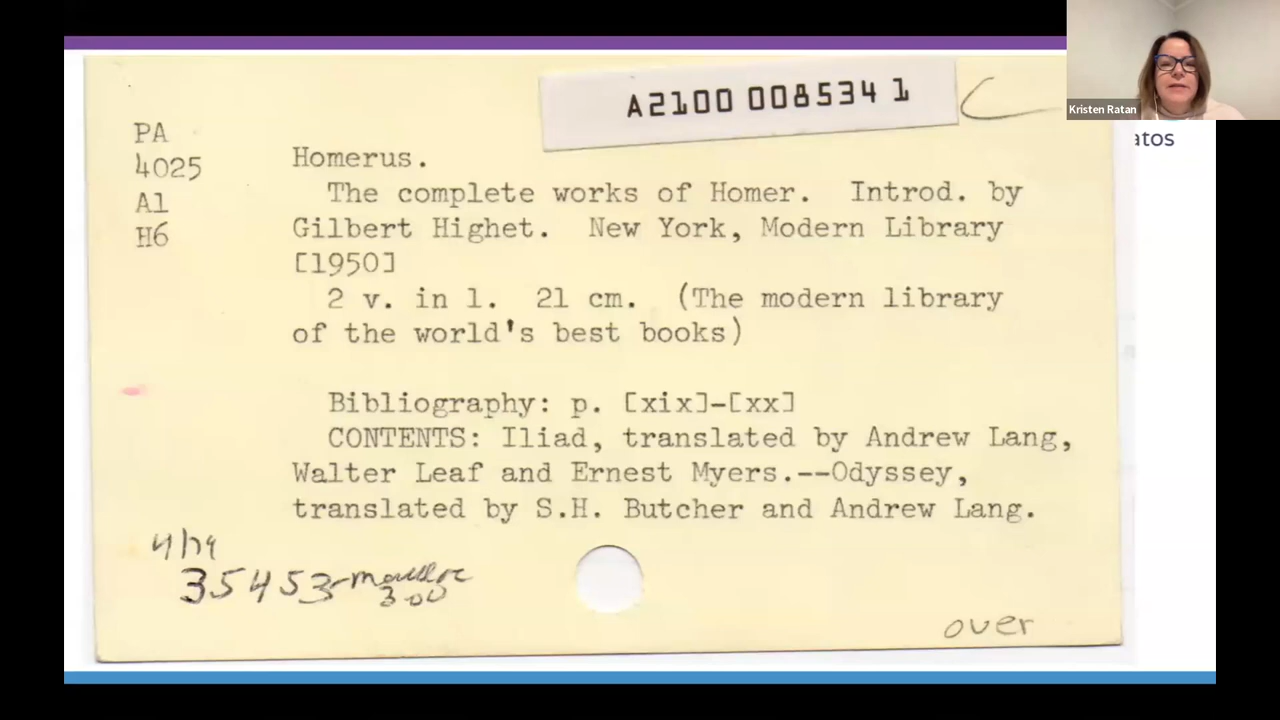 Kristen Ratan
atos
A2100 0085341
PA
4025
A1
H6
Homerus.
The complete works of Homer. Introd. by
Gilbert Highet. New York, Modern Library
[1950]
2 v. in 1. 21 cm. (The modern library
of the world's best books)
Bibliography: p. [xix]-[xx]
CONTENTS: Iliad, translated by Andrew Lang,
Walter Leaf and Ernest Myers.--Odyssey,
translated by S.H. Butcher and Andrew Lang.
35453
300
over